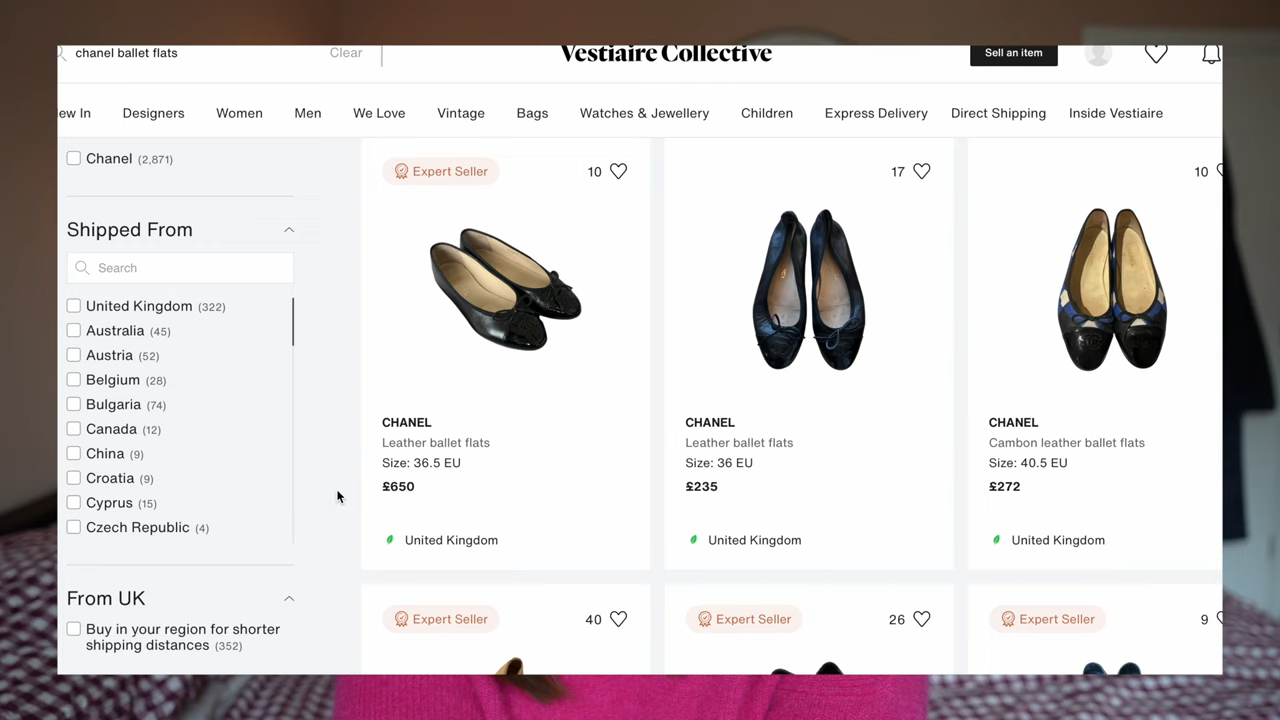 chanel ballet flats
Clear
Vestiaire Collective
Sell an item
ew In
Designers
Women
Men
We Love
Vintage
Bags
Watches & Jewellery
Children
Express Delivery
Direct Shipping
Inside Vestiaire
Chanel (2,871)
Shipped From
Search
United Kingdom (322)
Australia (45)
Austria (52)
Belgium (28)
Bulgaria (74)
Canada (12)
China (9)
Croatia (9)
Cyprus (15)
Czech Republic (4)
From UK
Buy in your region for shorter
shipping distances (352)
Expert Seller
10
CHANEL
Leather ballet flats
Size: 36.5 EU
£650
United Kingdom
17
CHANEL
Leather ballet flats
Size: 36 EU
£235
United Kingdom
10
CHANEL
Cambon leather ballet flats
Size: 40.5 EU
£272
United Kingdom
Expert Seller
40
Expert Seller
26
Expert Seller
9